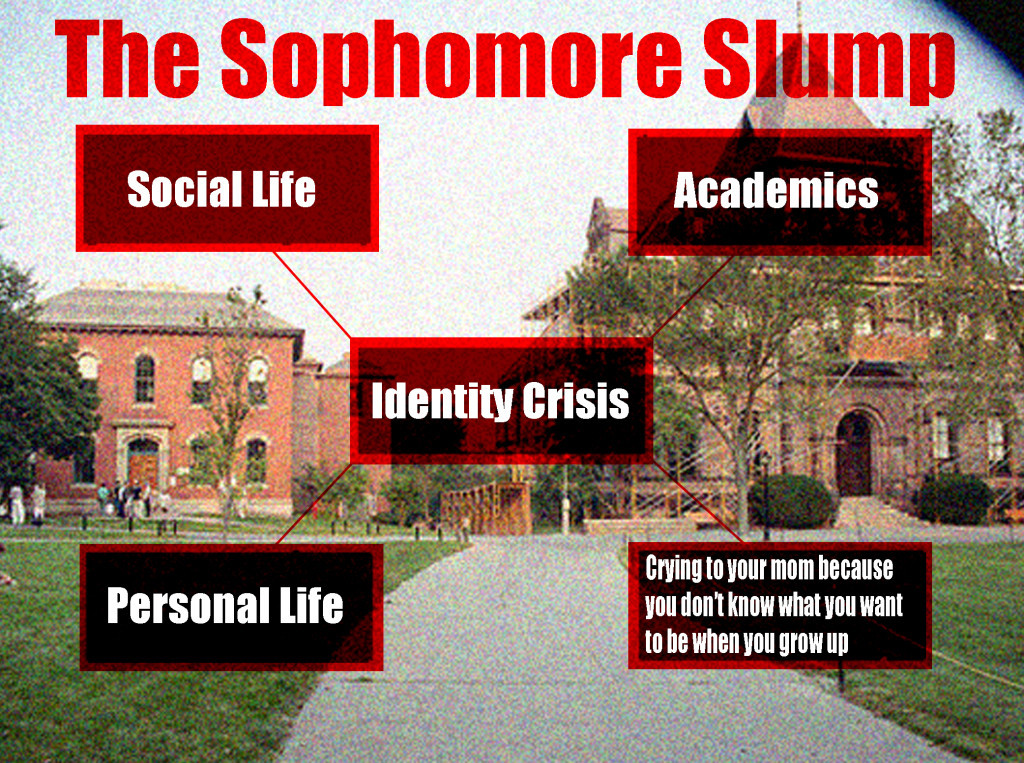 The Sophomore Slump
Social Life
Academics
Identity Crisis
Personal Life
Crying to your mom because
you don't know what you want
to be when you grow up